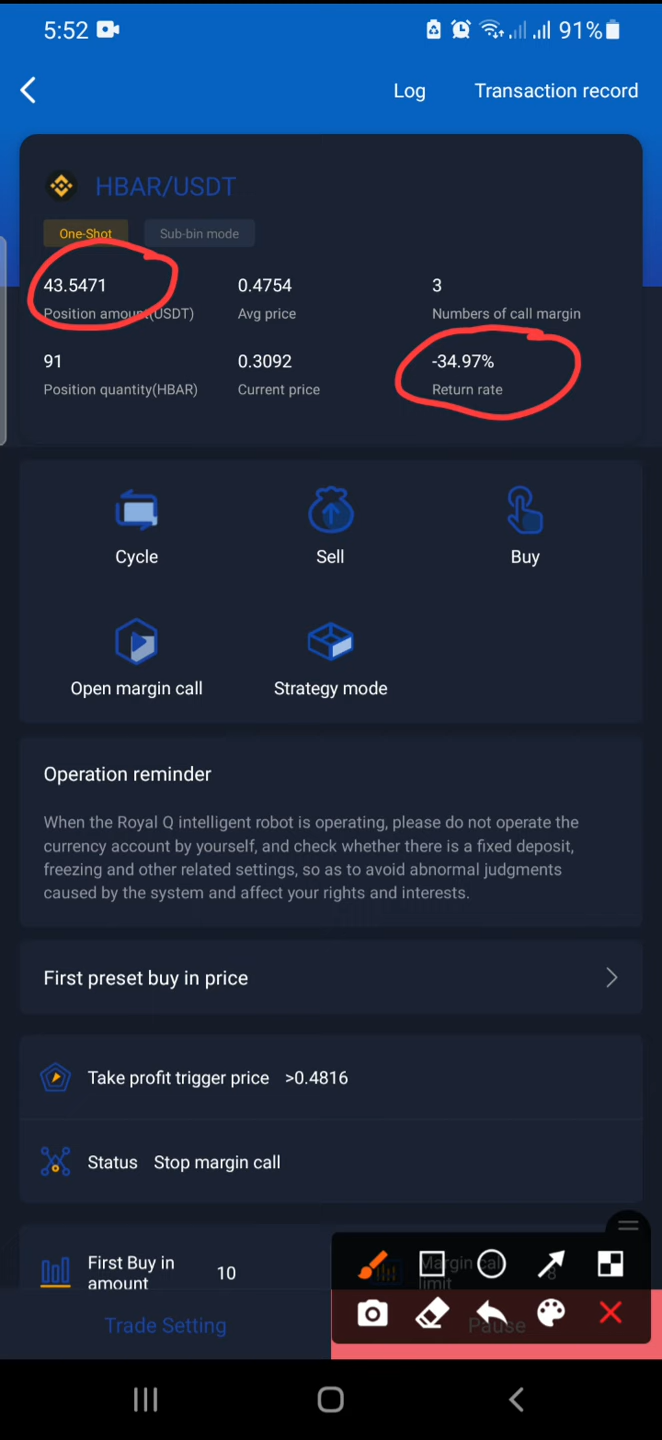 5:52
91%
Log
Transaction record
HBAR/USDT
One-Shot
Sub-bin mode
43.5471
0.4754
3
Position amount(USDT)
Avg price
Numbers of call margin
91
0.3092
-34.97%
Position quantity(HBAR)
Current price
Return rate
Cycle
Sell
Buy
Open margin call
Strategy mode
Operation reminder
When the Royal Q intelligent robot is operating, please do not operate the
currency account by yourself, and check whether there is a fixed deposit,
freezing and other related settings, so as to avoid abnormal judgments
caused by the system and affect your rights and interests.
First preset buy in price
Take profit trigger price >0.4816
Status Stop margin call
First Buy in
amount
10
Margin call
limit
8
Trade Setting
Pause